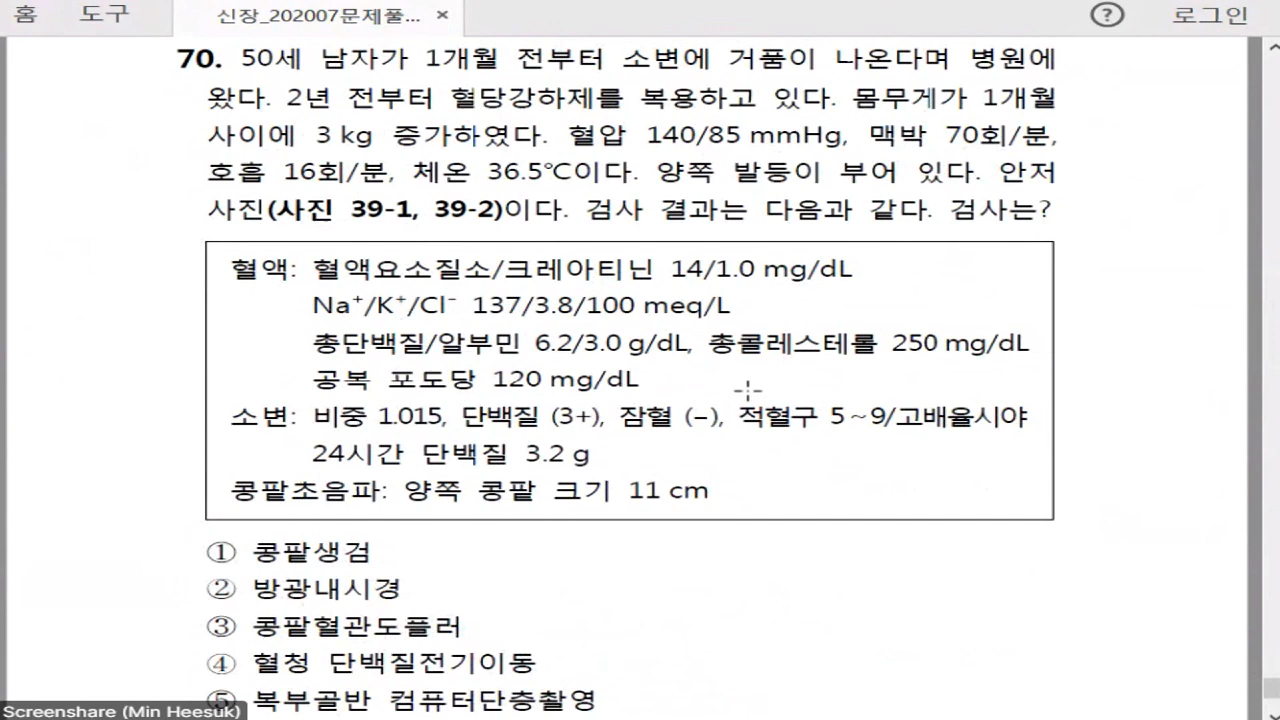 홈 도구 신장_202007문제풀... × ? 로그인
70. 50세 남자가 1개월 전부터 소변에 거품이 나온다며 병원에
왔다. 2년 전부터 혈당강하제를 복용하고 있다. 몸무게가 1개월
사이에 3 kg 증가하였다. 혈압 140/85 mmHg, 맥박 70회/분,
호흡 16회/분, 체온 36.5℃이다. 양쪽 발등이 부어 있다. 안저
사진(사진 39-1, 39-2)이다. 검사 결과는 다음과 같다. 검사는?
혈액: 혈액요소질소/크레아티닌 14/1.0 mg/dL
Na⁺/K⁺/Cl⁻ 137/3.8/100 meq/L
총단백질/알부민 6.2/3.0 g/dL, 총콜레스테롤 250 mg/dL
공복 포도당 120 mg/dL
소변: 비중 1.015, 단백질 (3+), 잠혈 (–), 적혈구 5~9/고배율시야
24시간 단백질 3.2 g
콩팥초음파: 양쪽 콩팥 크기 11 cm
① 콩팥생검
② 방광내시경
③ 콩팥혈관도플러
④ 혈청 단백질전기이동
⑤ 복부골반 컴퓨터단층촬영
Screenshare (Min Heesuk)